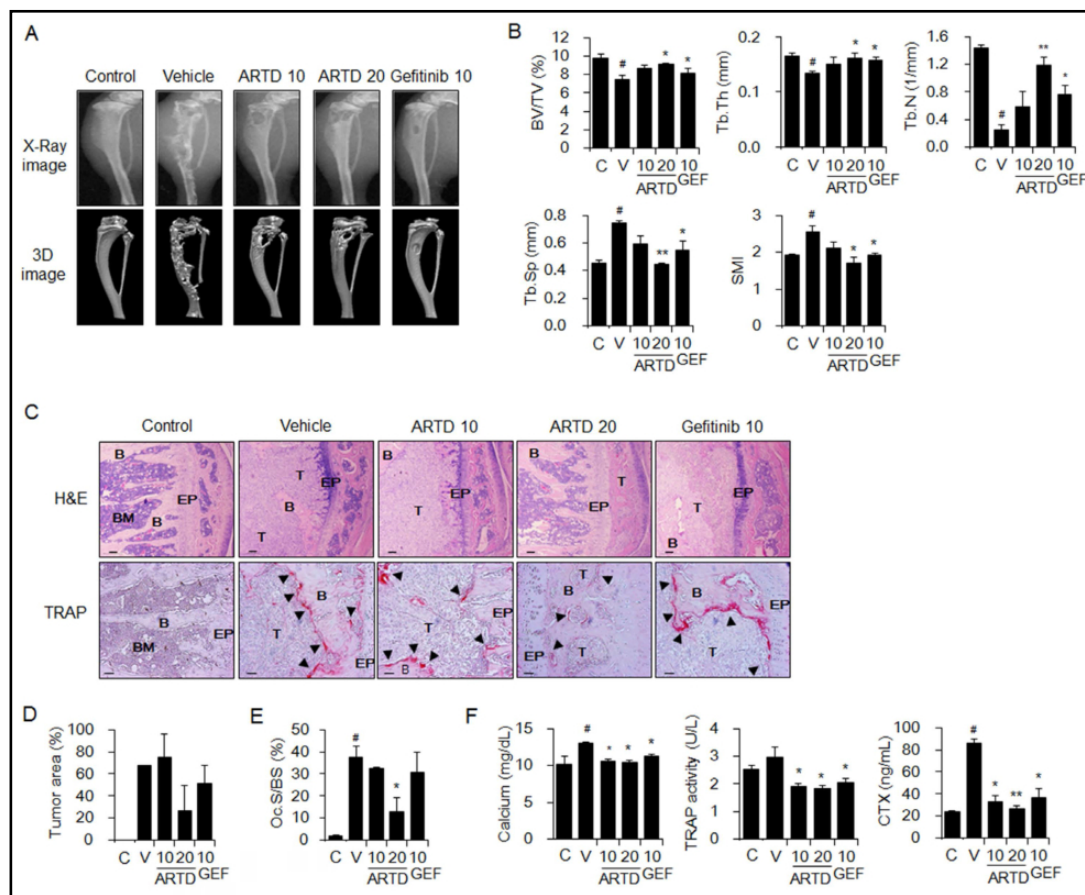 A
Control Vehicle ARTD 10 ARTD 20 Gefitinib 10
X-Ray image
3D image
B
BV/TV (%)
12
10
8
6
4
2
0
C V 10 20 10
ARTD GEF
# * *
Tb.Th (mm)
0.2
0.1
0.0
C V 10 20 10
ARTD GEF
# * *
Tb.N (1/mm)
1.6
1.2
0.8
0.4
0.0
C V 10 20 10
ARTD GEF
# ** *
Tb.Sp (mm)
0.8
0.6
0.4
0.2
0.0
C V 10 20 10
ARTD GEF
# ** *
SMI
3
2
1
0
C V 10 20 10
ARTD GEF
# * *
C
Control Vehicle ARTD 10 ARTD 20 Gefitinib 10
H&E
B BM B EP
T B T EP
B T EP
T EP
T B EP
TRAP
B BM EP
B T EP
T B EP
T B EP T
B T EP
D
Tumor area (%)
100
80
60
40
20
0
C V 10 20 10
ARTD GEF
E
Oc.S/BS (%)
50
40
30
20
10
0
C V 10 20 10
ARTD GEF
# *
F
Calcium (mg/dL)
15
10
5
0
C V 10 20 10
ARTD GEF
# * * *
TRAP activity (U/L)
4
3
2
1
0
C V 10 20 10
ARTD GEF
* * *
CTX (ng/mL)
100
80
60
40
20
0
C V 10 20 10
ARTD GEF
# * ** *